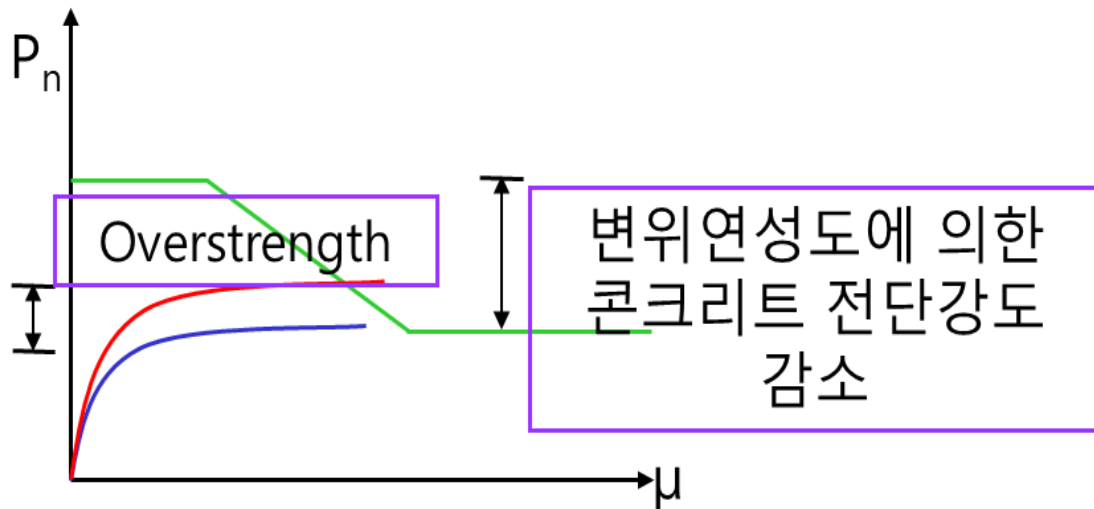 Pn
Overstrength
변위연성도에 의한
콘크리트 전단강도
감소
μ